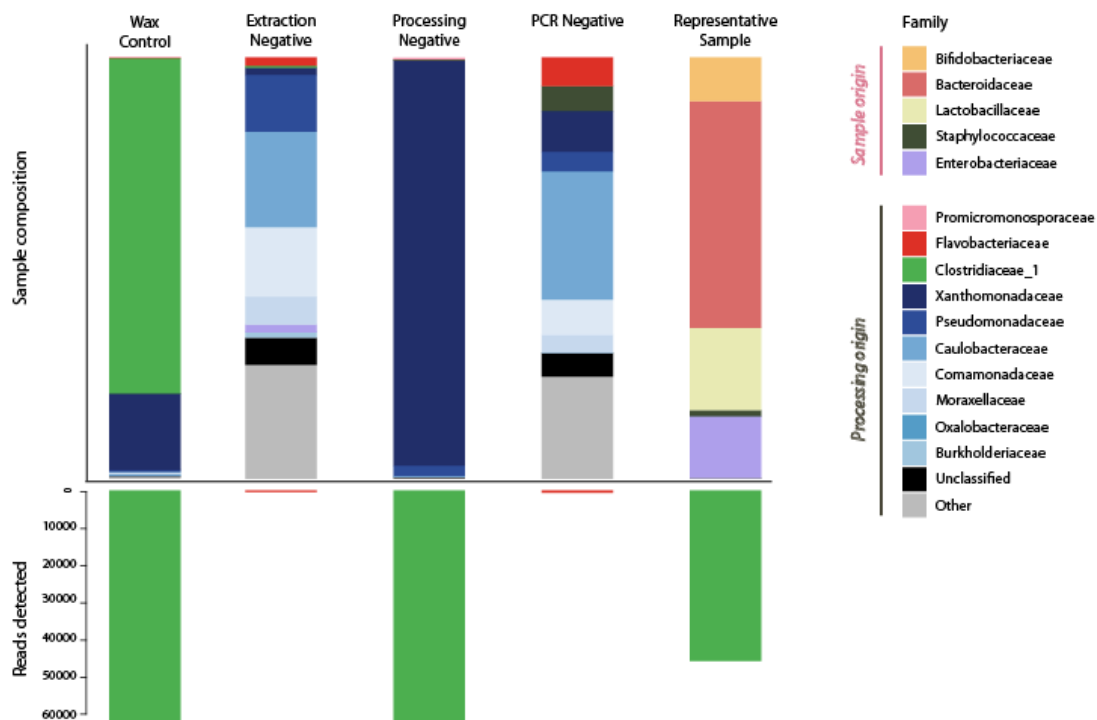 Wax
Control
Extraction
Negative
Processing
Negative
PCR Negative
Representative
Sample
Family
Sample composition
Sample origin
Bifidobacteriaceae
Bacteroidaceae
Lactobacillaceae
Staphylococcaceae
Enterobacteriaceae
Processing origin
Promicromonosporaceae
Flavobacteriaceae
Clostridiaceae_1
Xanthomonadaceae
Pseudomonadaceae
Caulobacteraceae
Comamonadaceae
Moraxellaceae
Oxalobacteraceae
Burkholderiaceae
Unclassified
Other
Reads detected
0
10000
20000
30000
40000
50000
60000